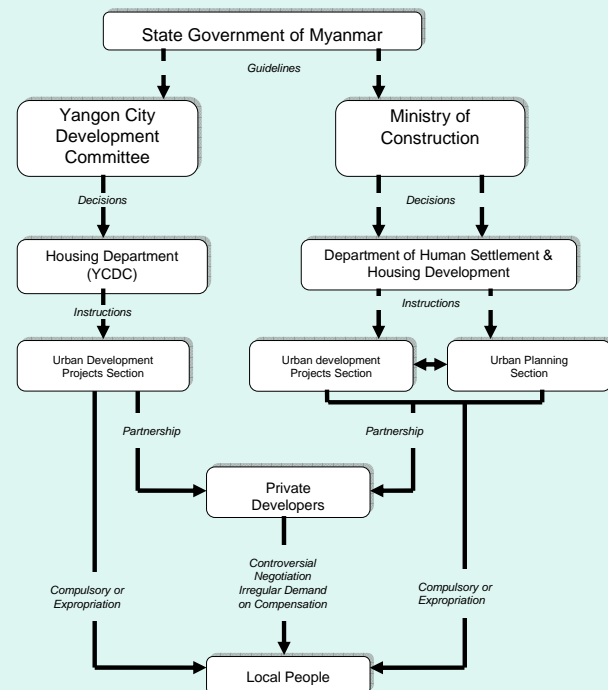 State Government of Myanmar
Guidelines
Yangon City
Development
Committee
Ministry of
Construction
Decisions
Decisions
Housing Department
(YCDC)
Department of Human Settlement &
Housing Development
Instructions
Instructions
Urban Development
Projects Section
Urban development
Projects Section
Urban Planning
Section
Partnership
Partnership
Private
Developers
Controversial
Negotiation
Irregular Demand
on Compensation
Compulsory or
Expropriation
Compulsory or
Expropriation
Local People